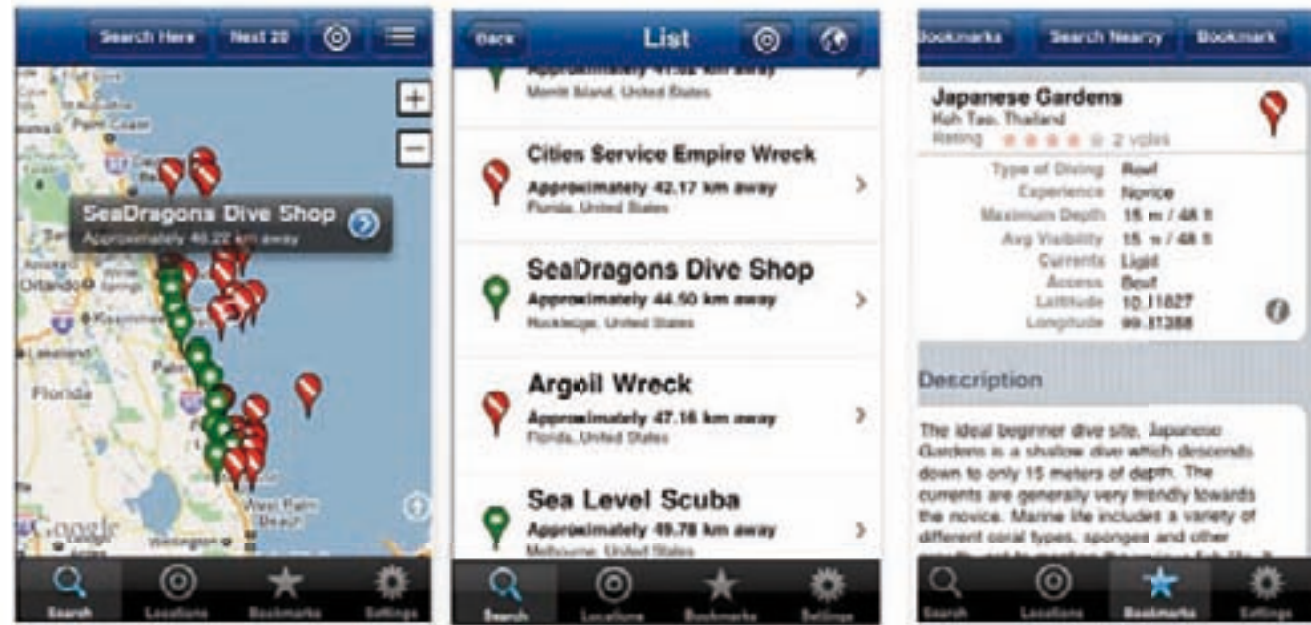 Search Here
Next 20
+
−
SeaDragons Dive Shop
Approximately 46.22 km away
Orlando
Lakeland
Florida
West Palm
Beach
Google
Search
Locations
Bookmarks
Settings
Back
List
Approximately 41.62 km away
Merritt Island, United States
Cities Service Empire Wreck
Approximately 42.17 km away
Florida, United States
SeaDragons Dive Shop
Approximately 44.50 km away
Rockledge, United States
Argoil Wreck
Approximately 47.16 km away
Florida, United States
Sea Level Scuba
Approximately 49.78 km away
Melbourne, United States
Search
Locations
Bookmarks
Settings
Bookmarks
Search Nearby
Bookmark
Japanese Gardens
Koh Tao, Thailand
Rating 2 votes
Type of Diving Reef
Experience Novice
Maximum Depth 15 m / 48 ft
Avg Visibility 15 m / 48 ft
Currents Light
Access Boat
Latitude 10.11827
Longitude 99.81388
Description
The ideal beginner dive site, Japanese
Gardens is a shallow dive which descends
down to only 15 meters of depth. The
currents are generally very friendly towards
the novice. Marine life includes a variety of
different coral types, sponges and other
Search
Locations
Bookmarks
Settings